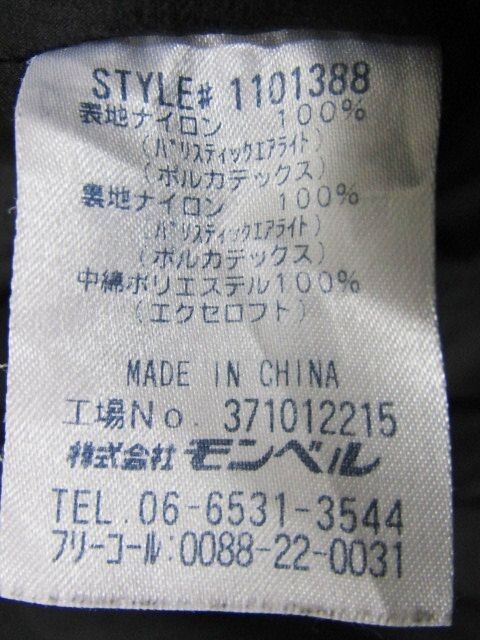 STYLE# 1101388
表地ナイロン 100%
(バリスティックエアライト)
(ポルカテックス)
裏地ナイロン 100%
(バリスティックエアライト)
(ポルカテックス)
中綿ポリエステル100%
(エクセロフト)
MADE IN CHINA
工場No. 371012215
株式会社 モンベル
TEL.06-6531-3544
フリーコール:0088-22-0031